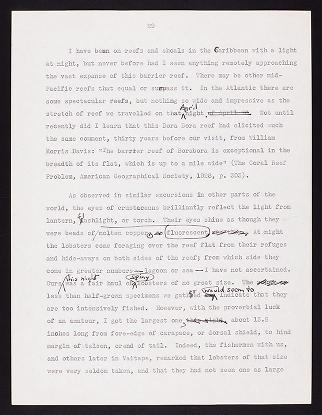 22
I have been on reefs and shoals in the Caribbean with a light
at night, but never before had I seen anything remotely approaching
the vast expanse of this barrier reef. There may be other mid-
Pacific reefs that equal or surpass it. In the Atlantic there are
some spectacular reefs, but nothing so wide and impressive as the
stretch of reef we travelled on that April night of April. Not until
recently did I learn that this Bora Bora reef had elicited much
the same comment, thirty years before our visit, from William
Morris Davis: "The barrier reef of Borabora is exceptional in the
breadth of its flat, which is up to a mile wide" (The Coral Reef
Problem, American Geographical Society, 1928, p. 303).
As observed in similar excursions in other parts of the
world, the eyes of crustaceans brilliantly reflect the light from
lantern, flashlight, or torch. Their eyes shine as though they
were beads of molten copper, fluorescent. At night
the lobsters come foraging over the reef flat from their refuges
and hide-aways on both sides of the reef; from which side they
come in greater numbers—lagoon or sea—I have not ascertained.
Ours this night was a fair haul of spiny lobsters of no great size. The
less than half-grown specimens we gathered would seem to indicate that they
are too intensively fished. However, with the proverbial luck
of an amateur, I got the largest one, about 13.5
inches long from fore-edge of carapace, or dorsal shield, to hind
margin of telson, or end of tail. Indeed, the fishermen with us,
and others later in Vaitape, remarked that lobsters of that size
were very seldom taken, and that they had not seen one as large